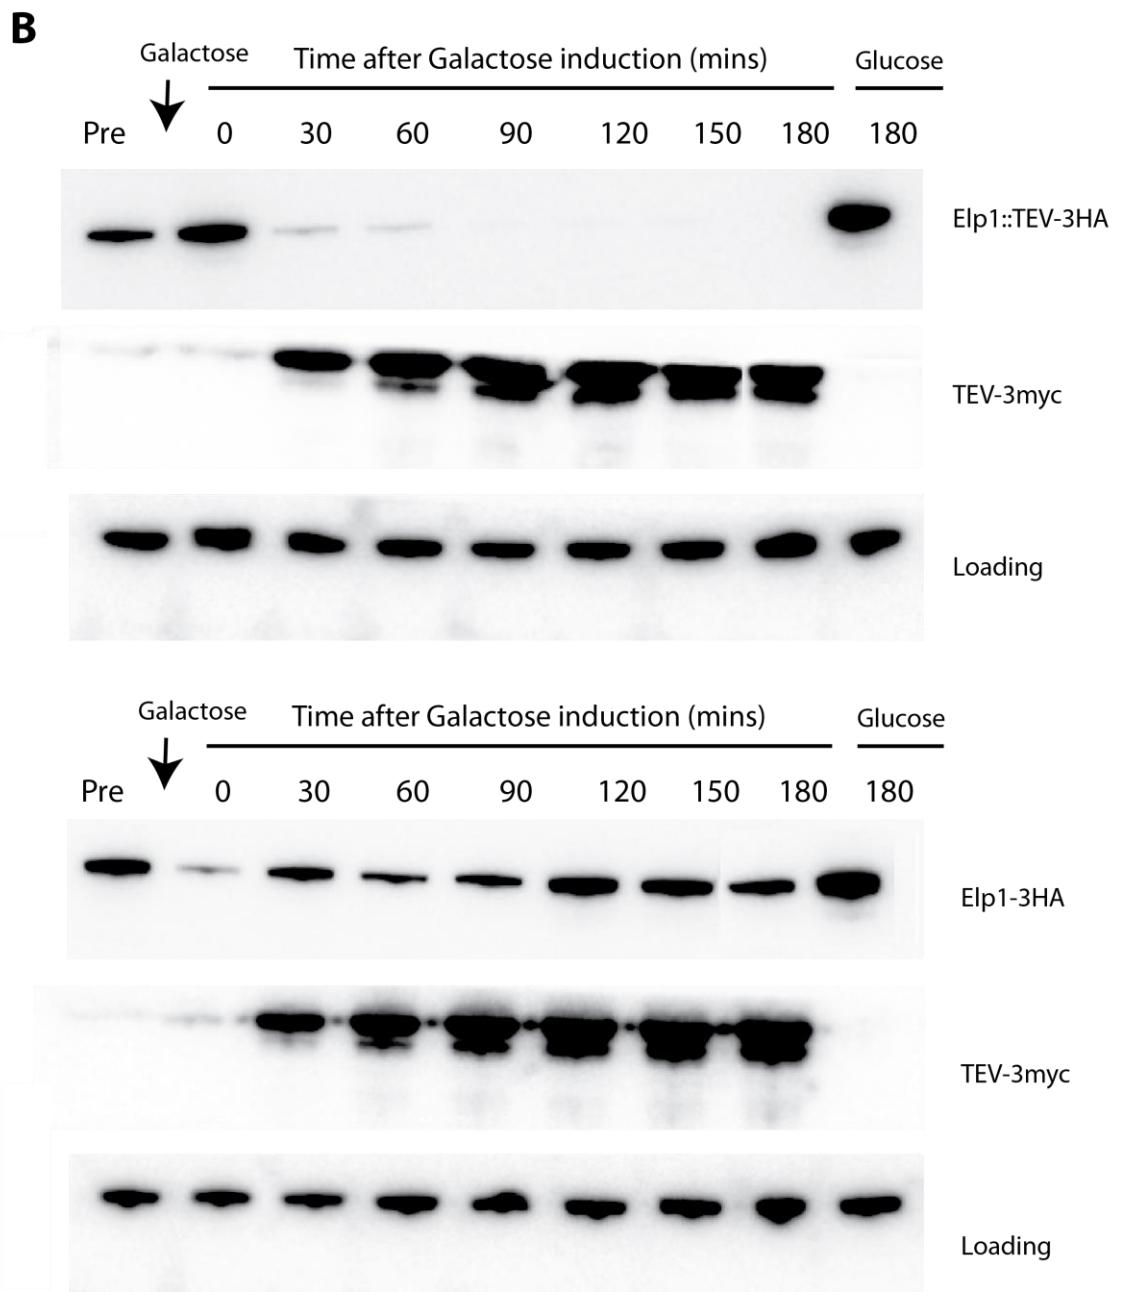 B
Galactose Time after Galactose induction (mins) Glucose
Pre 0 30 60 90 120 150 180 180
Elp1::TEV-3HA
TEV-3myc
Loading
Galactose Time after Galactose induction (mins) Glucose
Pre 0 30 60 90 120 150 180 180
Elp1-3HA
TEV-3myc
Loading